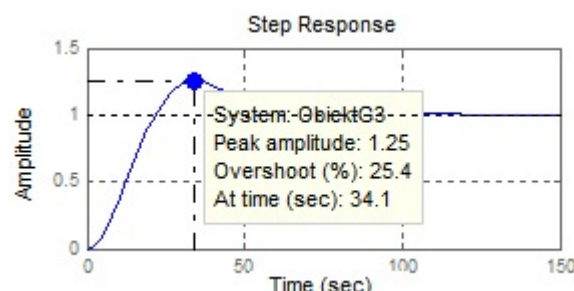 Step Response
1.5
1
0.5
0
Amplitude
System: ObiektG3
Peak amplitude: 1.25
Overshoot (%): 25.4
At time (sec): 34.1
0
50
100
150
Time (sec)